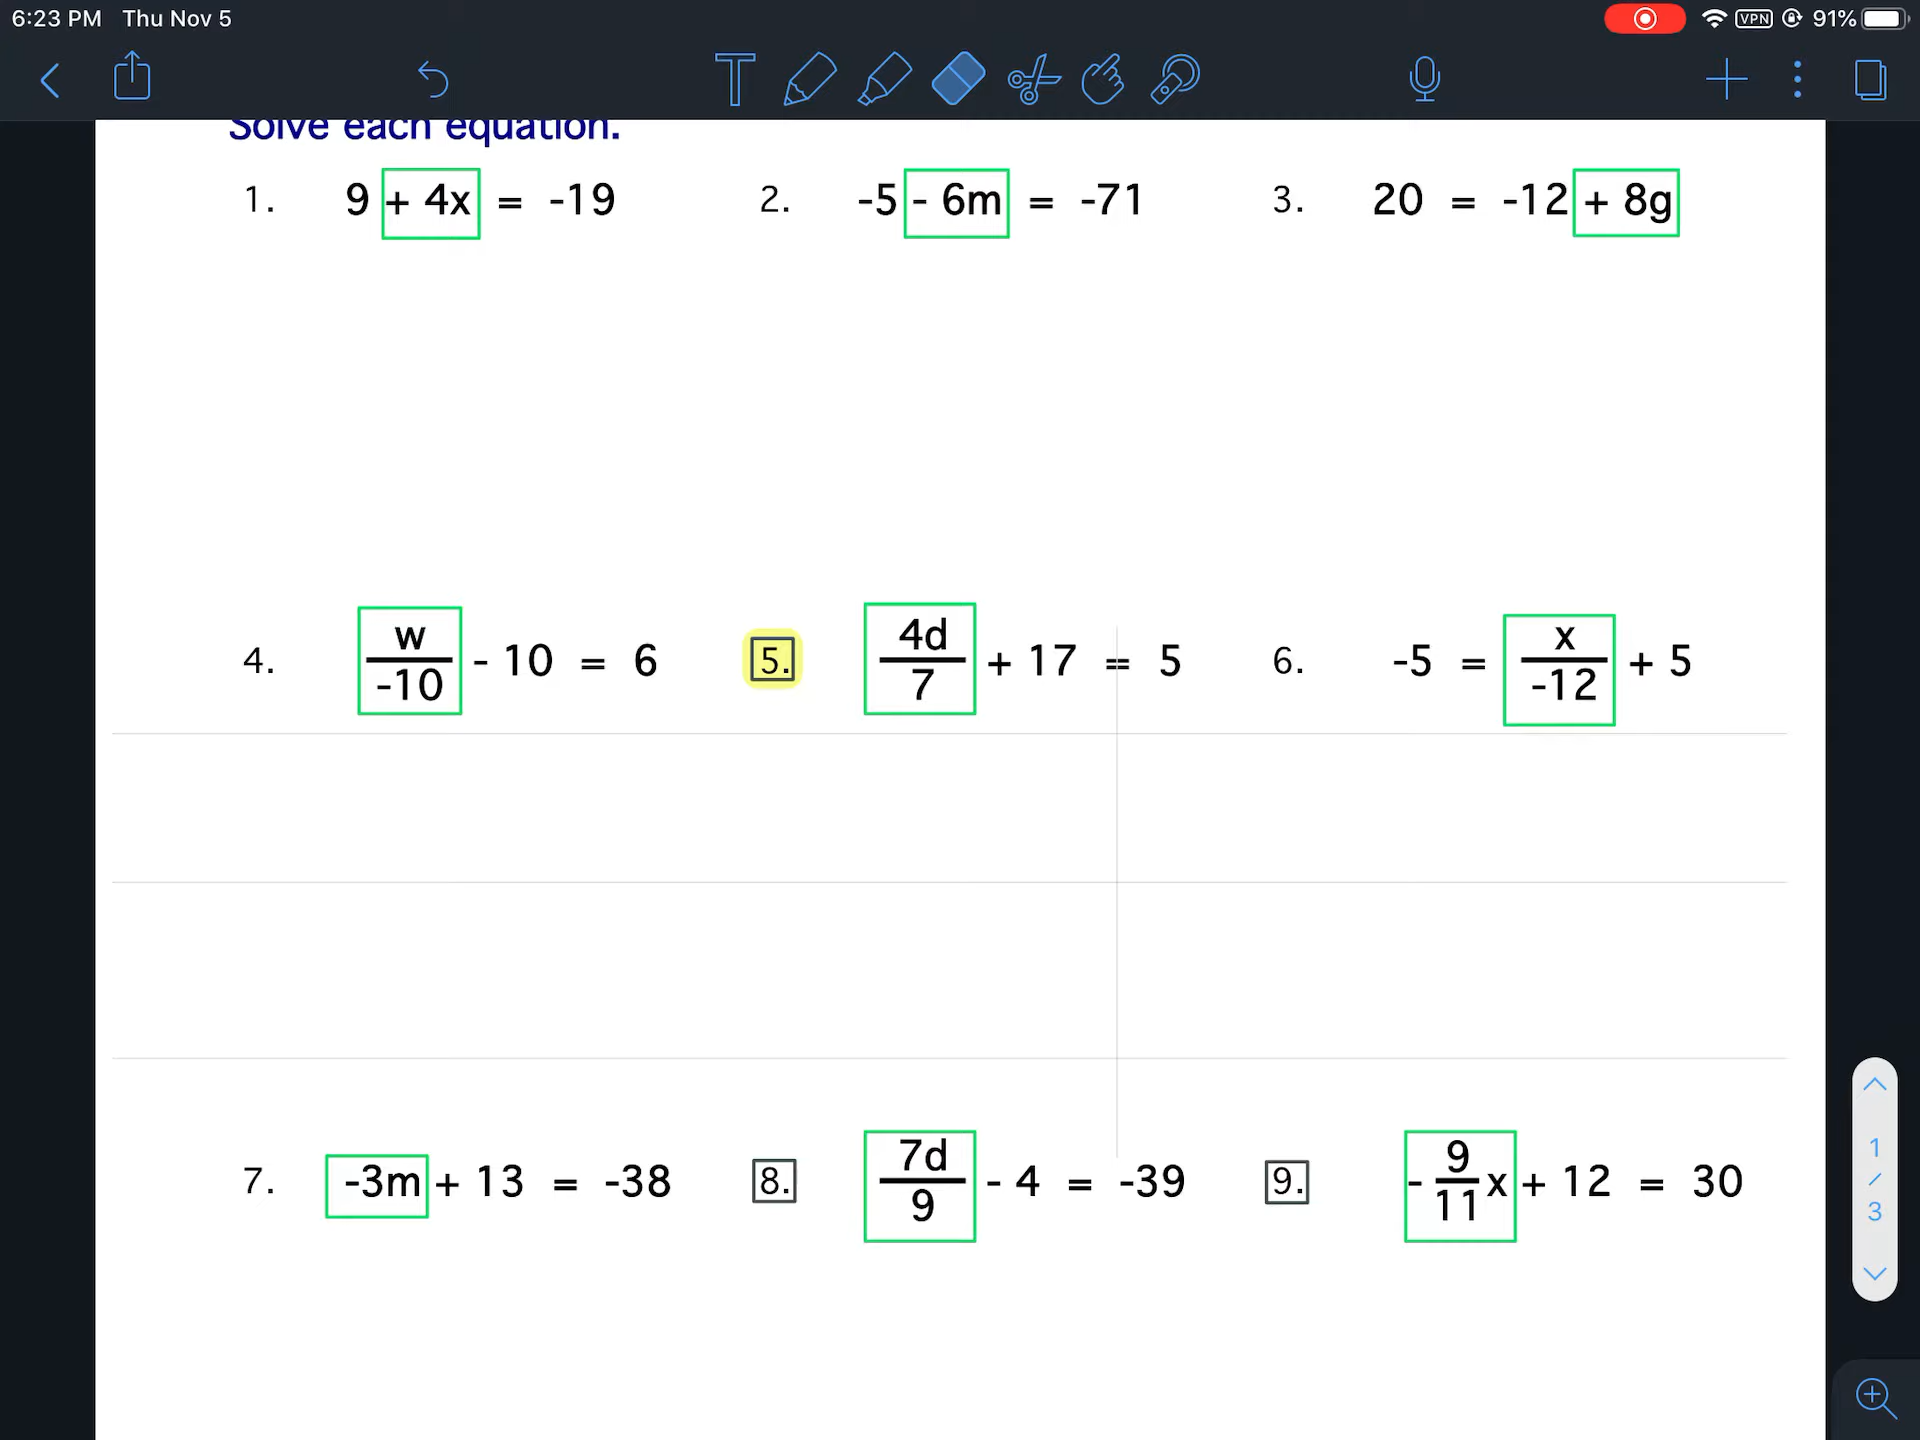 6:23 PM Thu Nov 5
VPN 91%
Solve each equation.
1. 9 + 4x = -19 2. -5 - 6m = -71 3. 20 = -12 + 8g
4. w/-10 - 10 = 6 5. 4d/7 + 17 = 5 6. -5 = x/-12 + 5
7. -3m + 13 = -38 8. 7d/9 - 4 = -39 9. - 9/11 x + 12 = 30
1
/
3